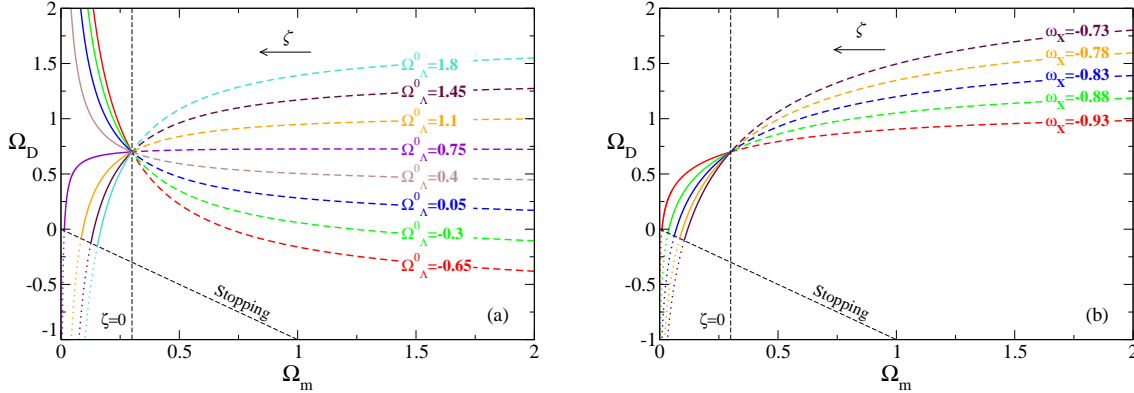 2
1.5
1
0.5
0
-0.5
-1
Ω_D
ζ
Ω^0_Λ=1.8
Ω^0_Λ=1.45
Ω^0_Λ=1.1
Ω^0_Λ=0.75
Ω^0_Λ=0.4
Ω^0_Λ=0.05
Ω^0_Λ=-0.3
Ω^0_Λ=-0.65
Stopping
ζ=0
(a)
0 0.5 1 1.5 2
Ω_m
2
1.5
1
0.5
0
-0.5
-1
Ω_D
ζ
ω_X=-0.73
ω_X=-0.78
ω_X=-0.83
ω_X=-0.88
ω_X=-0.93
Stopping
ζ=0
(b)
0 0.5 1 1.5 2
Ω_m